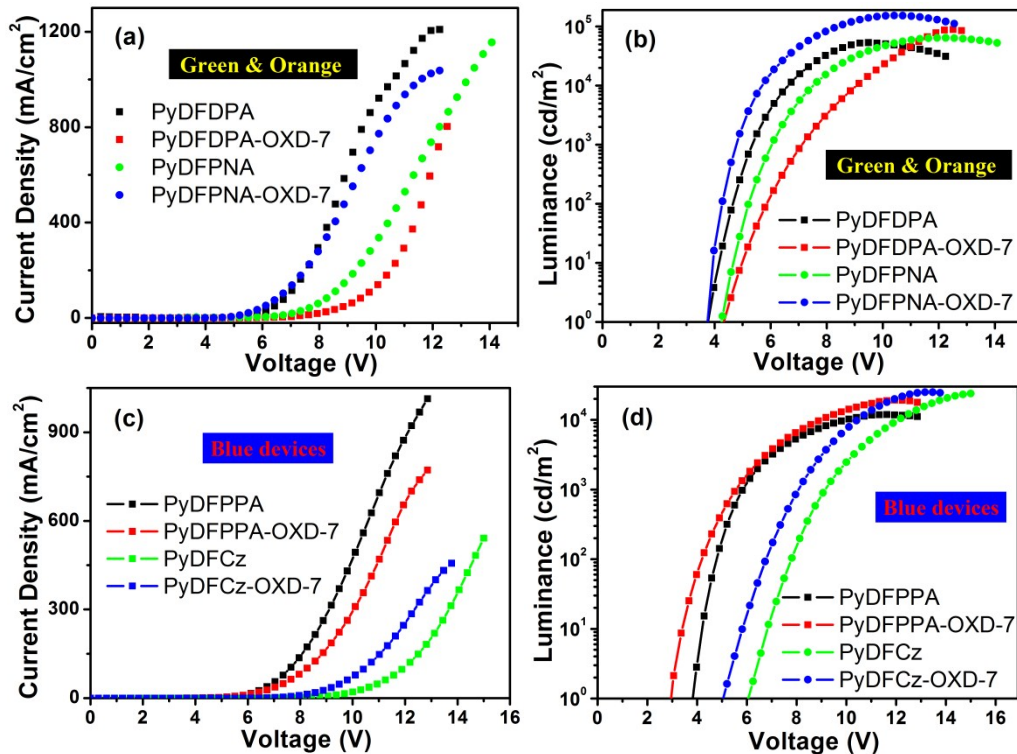 (a)
Green & Orange
PyDFDPA
PyDFDPA-OXD-7
PyDFPNA
PyDFPNA-OXD-7
Current Density (mA/cm²)
1200
800
400
0
0 2 4 6 8 10 12 14
Voltage (V)
(b)
Green & Orange
PyDFDPA
PyDFDPA-OXD-7
PyDFPNA
PyDFPNA-OXD-7
Luminance (cd/m²)
10⁵
10⁴
10³
10²
10¹
10⁰
0 2 4 6 8 10 12 14
Voltage (V)
(c)
Blue devices
PyDFPPA
PyDFPPA-OXD-7
PyDFCz
PyDFCz-OXD-7
Current Density (mA/cm²)
900
600
300
0
0 2 4 6 8 10 12 14 16
Voltage (V)
(d)
Blue devices
PyDFPPA
PyDFPPA-OXD-7
PyDFCz
PyDFCz-OXD-7
Luminance (cd/m²)
10⁴
10³
10²
10¹
10⁰
0 2 4 6 8 10 12 14 16
Voltage (V)